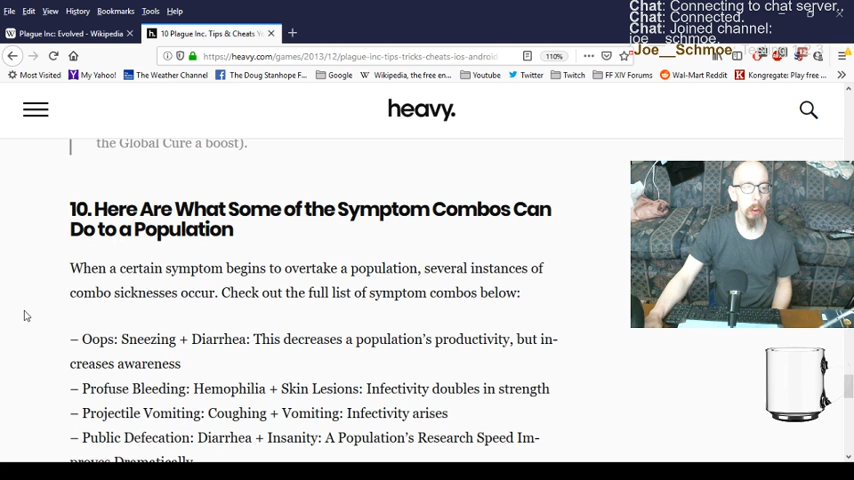 File Edit View History Bookmarks Tools Help
Chat: Connecting to chat server..
Chat: Connected.
Chat: Joined channel:
joe__schmoe
Joe__Schmoe
Plague Inc: Evolved - Wikipedia
10 Plague Inc. Tips & Cheats Y
https://heavy.com/games/2013/12/plague-inc-tips-tricks-cheats-ios-android
110%
Most Visited My Yahoo! The Weather Channel The Doug Stanhope F... Google Wikipedia, the free en... Youtube Twitter Twitch FF XIV Forums Wal-Mart Reddit Kongregate: Play free ...
heavy.
the Global Cure a boost).
10. Here Are What Some of the Symptom Combos Can
Do to a Population
When a certain symptom begins to overtake a population, several instances of
combo sicknesses occur. Check out the full list of symptom combos below:
– Oops: Sneezing + Diarrhea: This decreases a population's productivity, but in-
creases awareness
– Profuse Bleeding: Hemophilia + Skin Lesions: Infectivity doubles in strength
– Projectile Vomiting: Coughing + Vomiting: Infectivity arises
– Public Defecation: Diarrhea + Insanity: A Population's Research Speed Im-
proves Dramatically